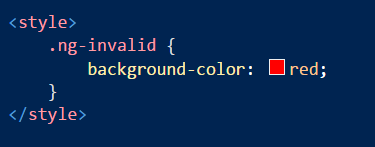 <style>
    .ng-invalid {
        background-color: red;
    }
</style>